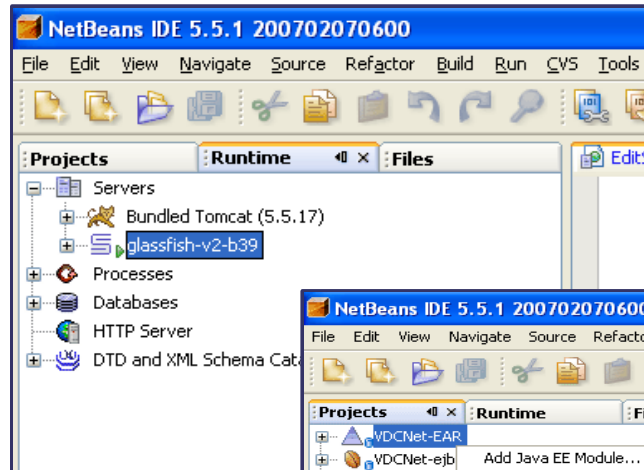 NetBeans IDE 5.5.1 200702070600
File Edit View Navigate Source Refactor Build Run CVS Tools
Projects Runtime Files
Servers
Bundled Tomcat (5.5.17)
glassfish-v2-b39
Processes
Databases
HTTP Server
DTD and XML Schema Cat
NetBeans IDE 5.5.1 200702070600
File Edit View Navigate Source Refacto
Projects Runtime
VDCNet-EAR
VDCNet-ejb Add Java EE Module...